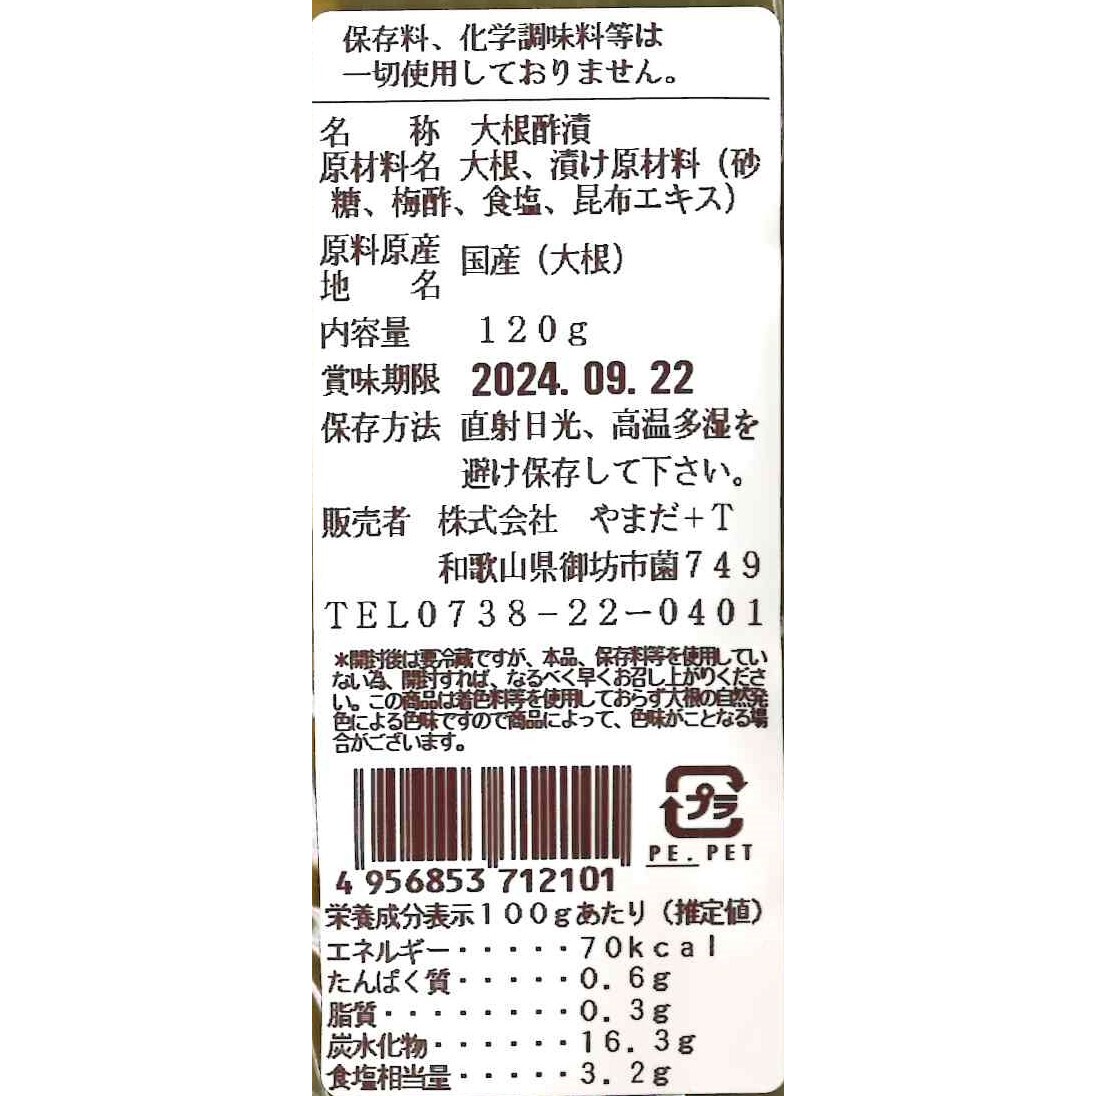 保存料、化学調味料等は
一切使用しておりません。
名　　称　大根酢漬
原材料名　大根、漬け原材料（砂
糖、梅酢、食塩、昆布エキス）
原料原産
地　　名　国産（大根）
内容量　　１２０ｇ
賞味期限　2024. 09. 22
保存方法　直射日光、高温多湿を
避け保存して下さい。
販売者　株式会社　やまだ＋Ｔ
和歌山県御坊市薗７４９
ＴＥＬ０７３８－２２－０４０１
＊開封後は要冷蔵ですが、本品、保存料等を使用してい
ない為、開封すれば、なるべく早くお召し上がりくださ
い。この商品は着色料等を使用しておらず大根の自然発
色による色味ですので商品によって、色味がことなる場
合がございます。
プラ
PE. PET
4 956853 712101
栄養成分表示１００ｇあたり（推定値）
エネルギー・・・・・７０ｋｃａｌ
たんぱく質・・・・・０．６ｇ
脂質・・・・・・・・０．３ｇ
炭水化物・・・・・・１６．３ｇ
食塩相当量・・・・・３．２ｇ